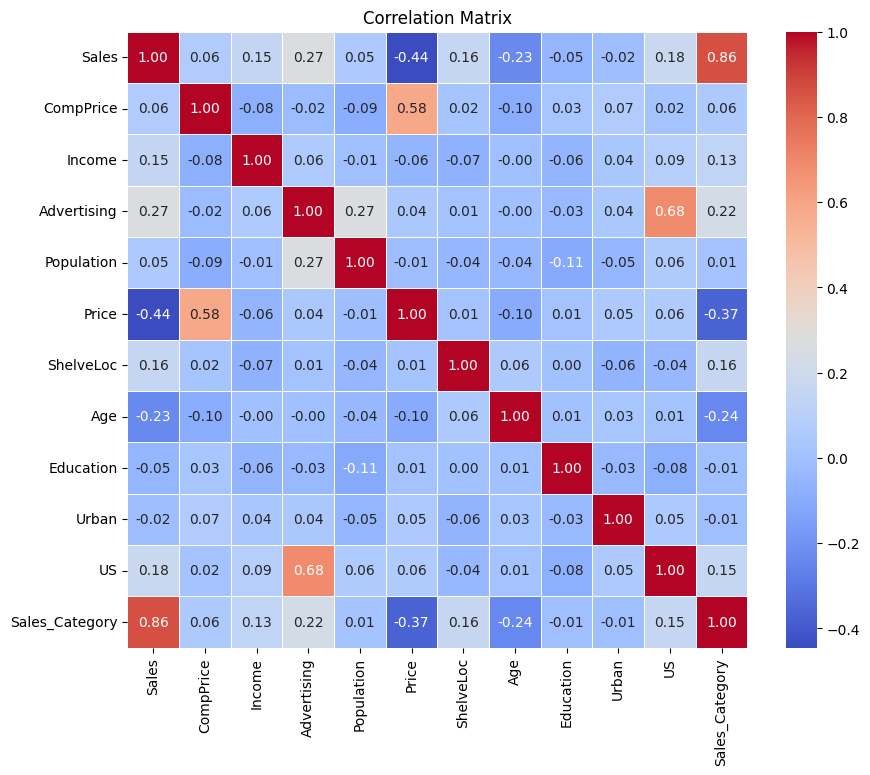 Correlation Matrix
Sales 1.00 0.06 0.15 0.27 0.05 -0.44 0.16 -0.23 -0.05 -0.02 0.18 0.86
CompPrice 0.06 1.00 -0.08 -0.02 -0.09 0.58 0.02 -0.10 0.03 0.07 0.02 0.06
Income 0.15 -0.08 1.00 0.06 -0.01 -0.06 -0.07 -0.00 -0.06 0.04 0.09 0.13
Advertising 0.27 -0.02 0.06 1.00 0.27 0.04 0.01 -0.00 -0.03 0.04 0.68 0.22
Population 0.05 -0.09 -0.01 0.27 1.00 -0.01 -0.04 -0.04 -0.11 -0.05 0.06 0.01
Price -0.44 0.58 -0.06 0.04 -0.01 1.00 0.01 -0.10 0.01 0.05 0.06 -0.37
ShelveLoc 0.16 0.02 -0.07 0.01 -0.04 0.01 1.00 0.06 0.00 -0.06 -0.04 0.16
Age -0.23 -0.10 -0.00 -0.00 -0.04 -0.10 0.06 1.00 0.01 0.03 0.01 -0.24
Education -0.05 0.03 -0.06 -0.03 -0.11 0.01 0.00 0.01 1.00 -0.03 -0.08 -0.01
Urban -0.02 0.07 0.04 0.04 -0.05 0.05 -0.06 0.03 -0.03 1.00 0.05 -0.01
US 0.18 0.02 0.09 0.68 0.06 0.06 -0.04 0.01 -0.08 0.05 1.00 0.15
Sales_Category 0.86 0.06 0.13 0.22 0.01 -0.37 0.16 -0.24 -0.01 -0.01 0.15 1.00
Sales CompPrice Income Advertising Population Price ShelveLoc Age Education Urban US Sales_Category
1.0
0.8
0.6
0.4
0.2
0.0
−0.2
−0.4